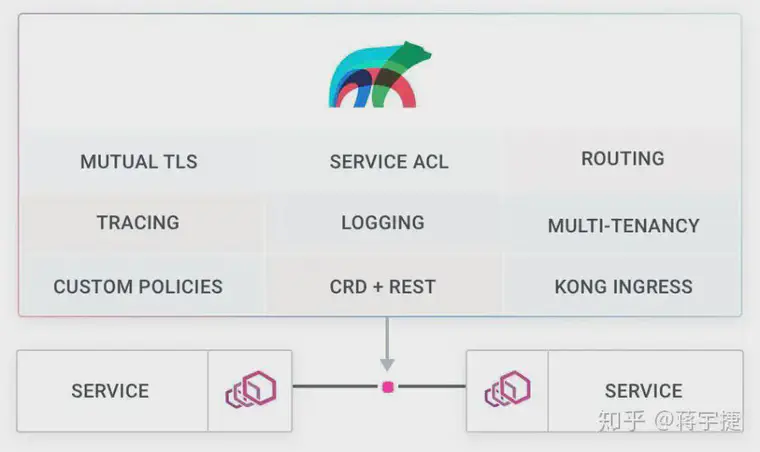 MUTUAL TLS
SERVICE ACL
ROUTING
TRACING
LOGGING
MULTI-TENANCY
CUSTOM POLICIES
CRD + REST
KONG INGRESS
SERVICE
SERVICE
知乎 @蒋宇捷